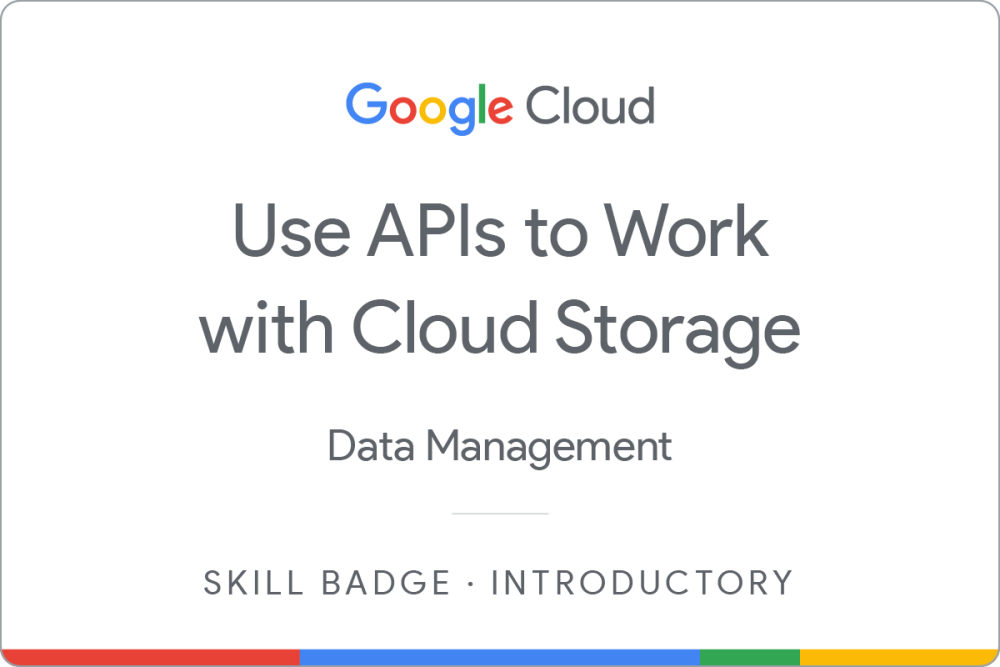 Google Cloud
Use APIs to Work
with Cloud Storage
Data Management
SKILL BADGE · INTRODUCTORY